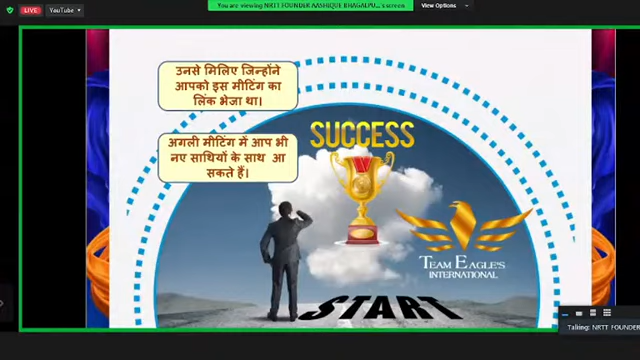 LIVE
YouTube
You are viewing NRTT FOUNDER AASHIQUE BHAGALPU...'s screen
View Options
उनसे मिलिए जिन्होंने
आपको इस मीटिंग का
लिंक भेजा था।
अगली मीटिंग में आप भी
नए साथियों के साथ आ
सकते हैं।
SUCCESS
TEAM EAGLE'S
INTERNATIONAL
START
Talking: NRTT FOUNDER